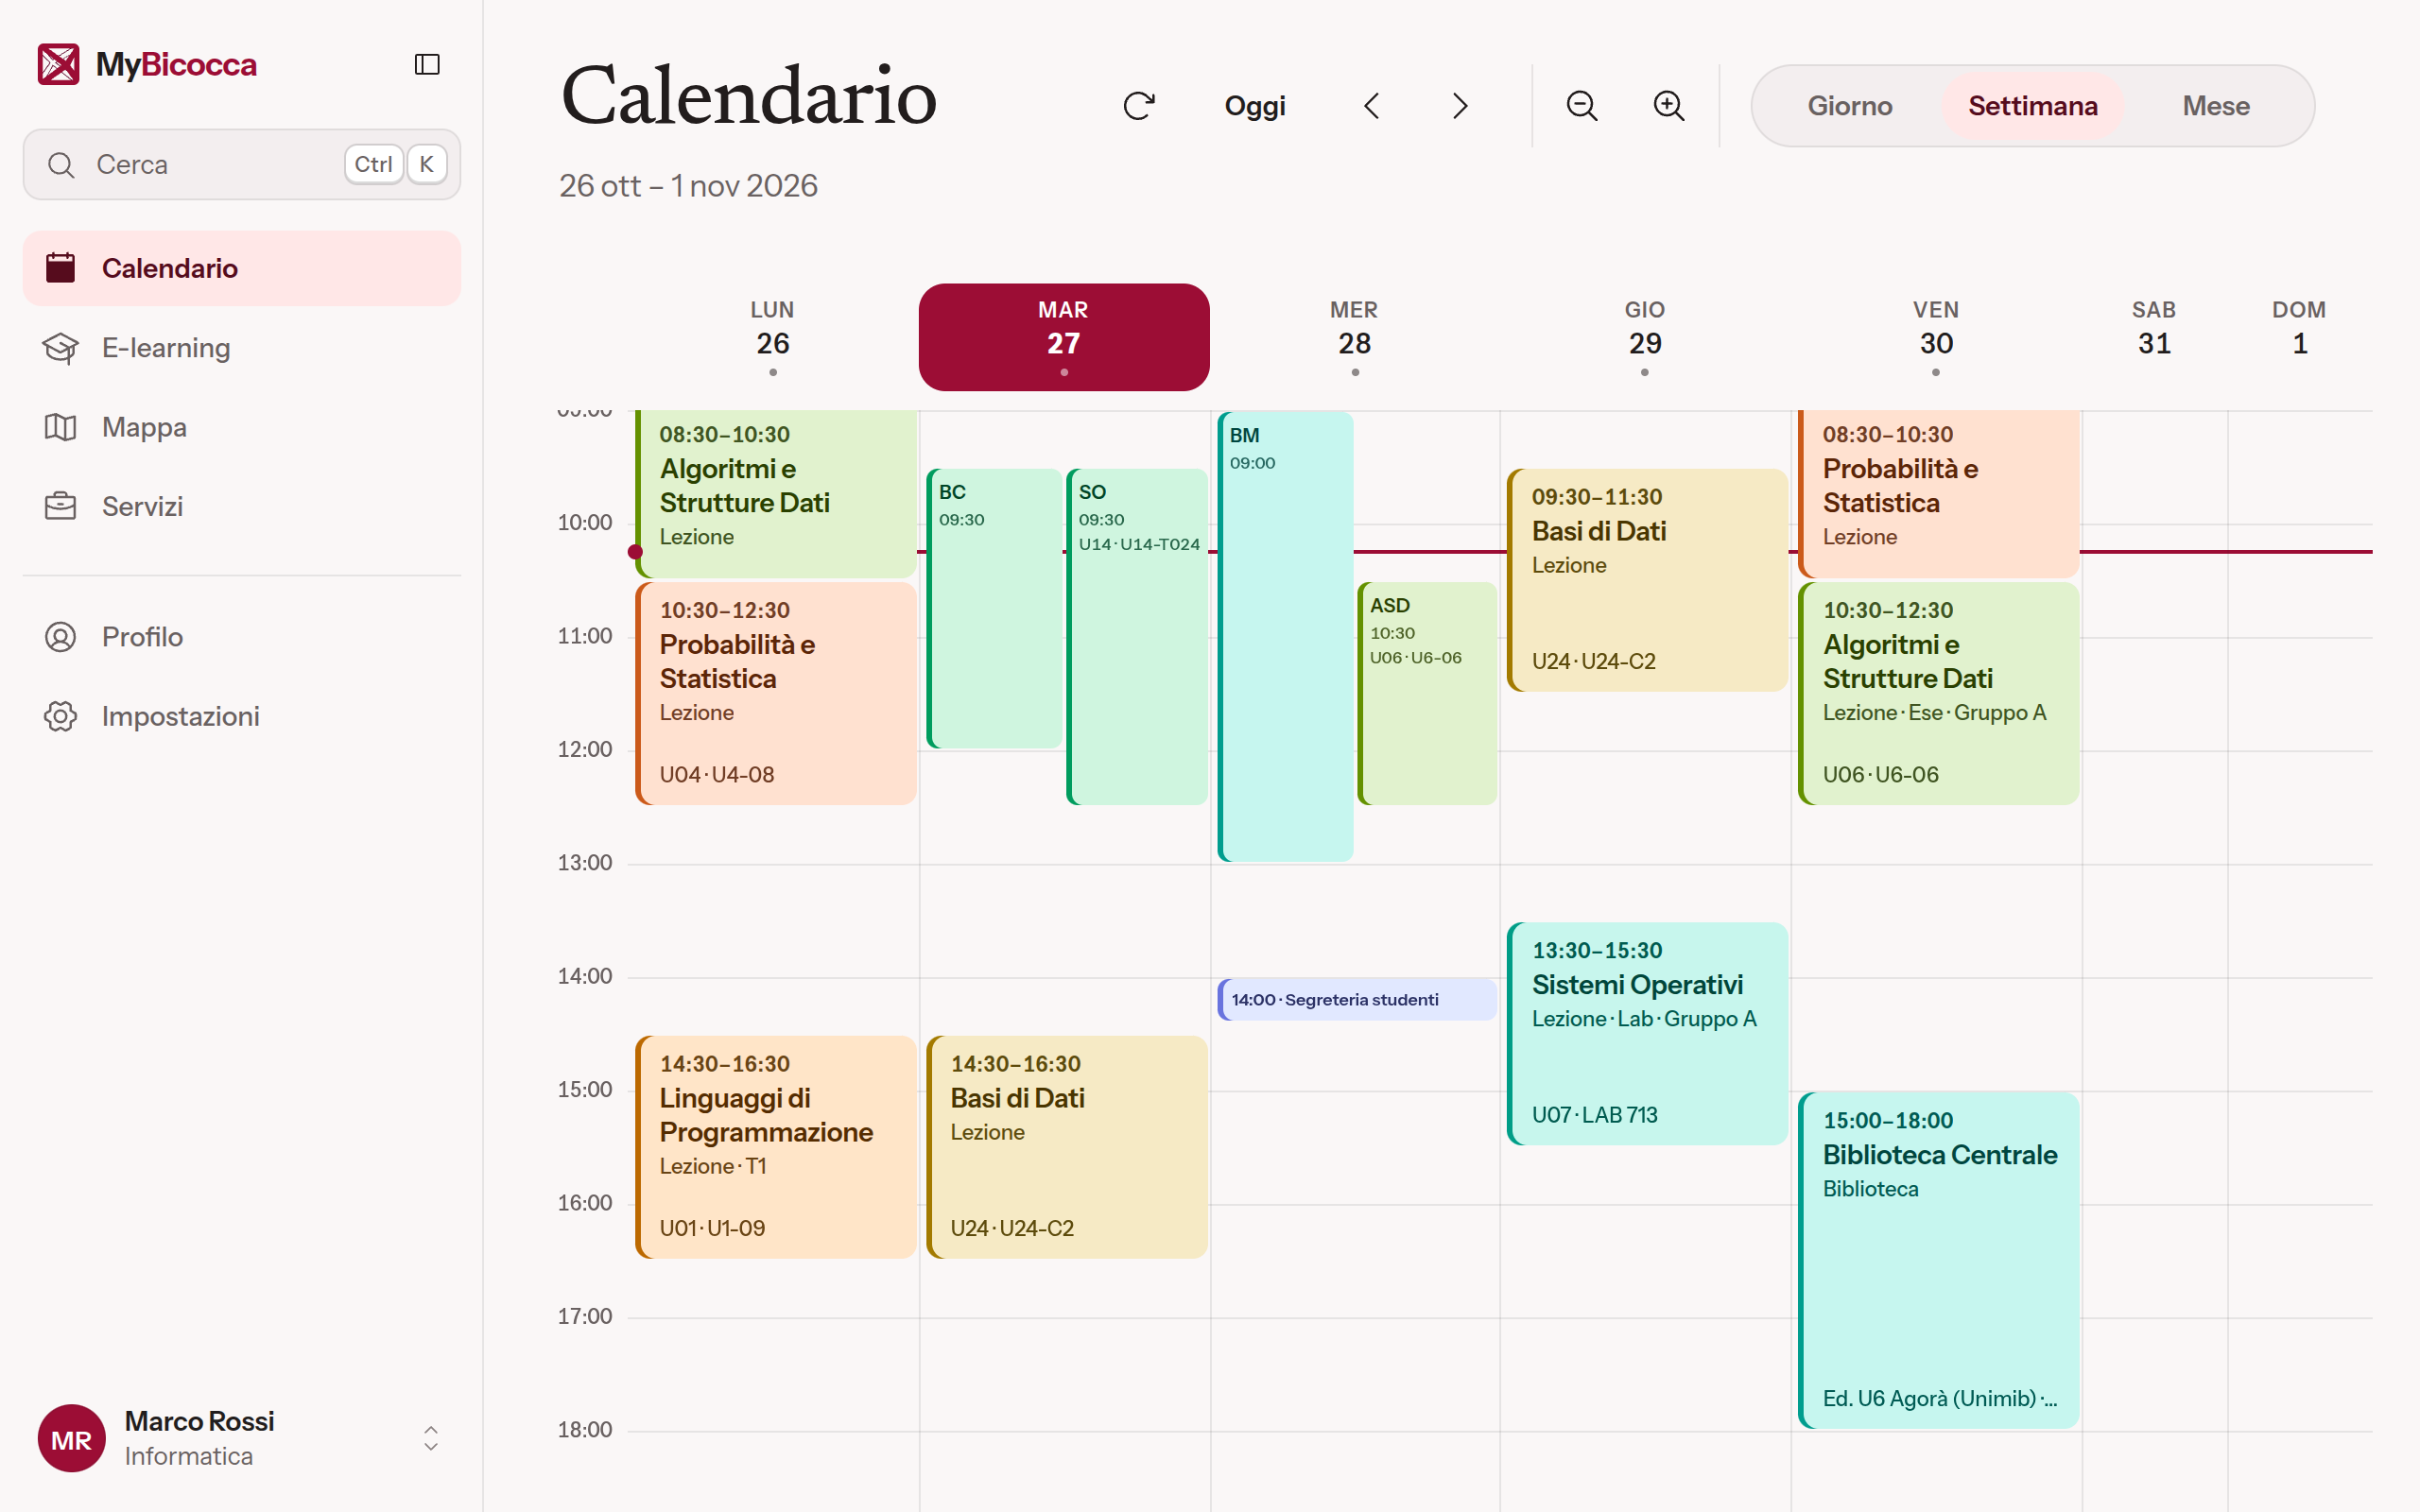 MyBicocca
Cerca
Ctrl K
Calendario
E-learning
Mappa
Servizi
Profilo
Impostazioni
MR
Marco Rossi
Informatica
Calendario
26 ott – 1 nov 2026
Oggi
Giorno
Settimana
Mese
LUN
26
MAR
27
MER
28
GIO
29
VEN
30
SAB
31
DOM
1
09:00
10:00
11:00
12:00
13:00
14:00
15:00
16:00
17:00
18:00
08:30–10:30
Algoritmi e
Strutture Dati
Lezione
10:30–12:30
Probabilità e
Statistica
Lezione
U04·U4-08
14:30–16:30
Linguaggi di
Programmazione
Lezione·T1
U01·U1-09
BC
09:30
SO
09:30
U14·U14-T024
14:30–16:30
Basi di Dati
Lezione
U24·U24-C2
BM
09:00
ASD
10:30
U06·U6-06
14:00·Segreteria studenti
09:30–11:30
Basi di Dati
Lezione
U24·U24-C2
13:30–15:30
Sistemi Operativi
Lezione·Lab·Gruppo A
U07·LAB 713
08:30–10:30
Probabilità e
Statistica
Lezione
10:30–12:30
Algoritmi e
Strutture Dati
Lezione·Ese·Gruppo A
U06·U6-06
15:00–18:00
Biblioteca Centrale
Biblioteca
Ed. U6 Agorà (Unimib) ·...